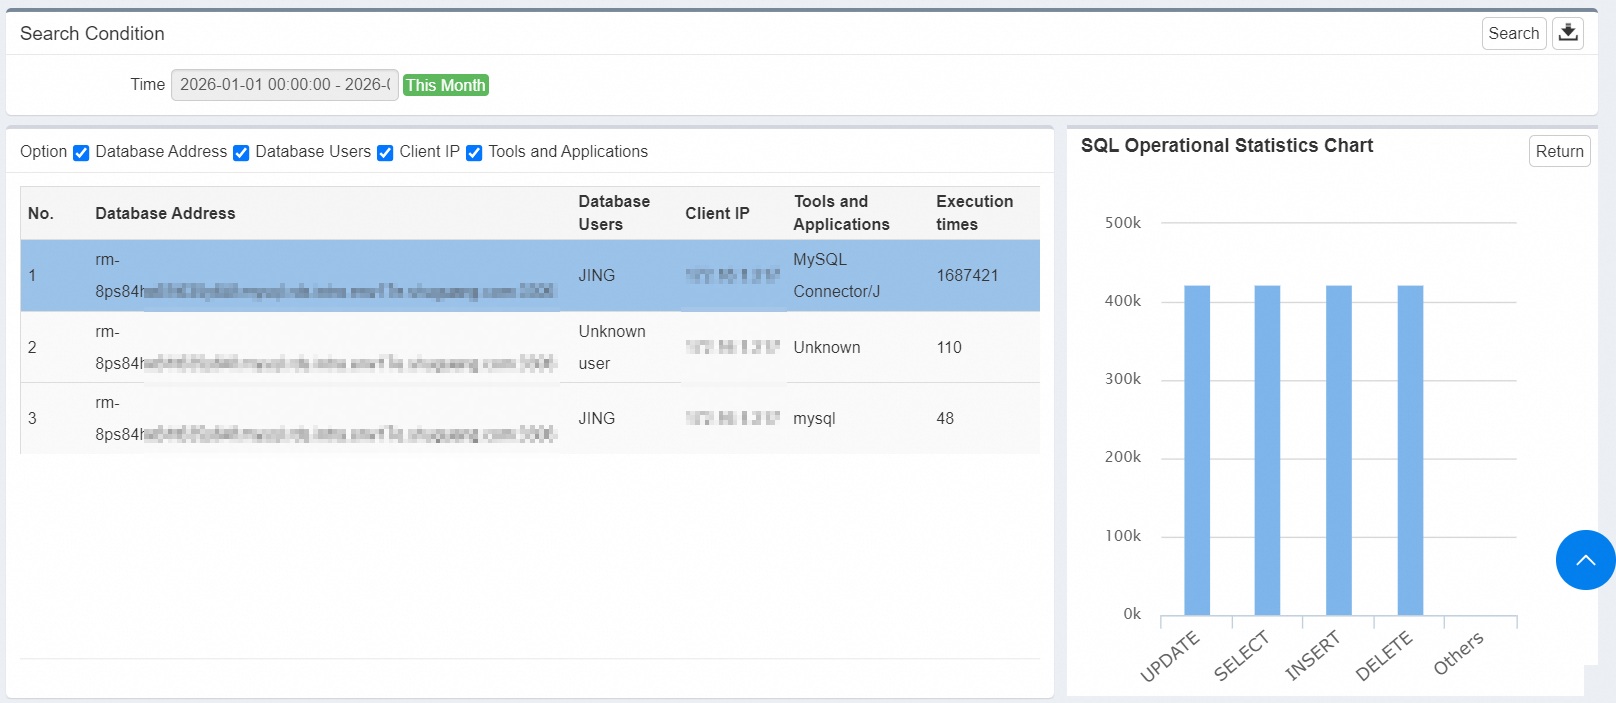 Search Condition
Search
Time 2026-01-01 00:00:00 - 2026-0 This Month
Option Database Address Database Users Client IP Tools and Applications
No. Database Address Database Users Client IP Tools and Applications Execution times
1 rm-
8ps84h JING MySQL Connector/J 1687421
2 rm-
8ps84h Unknown user Unknown 110
3 rm-
8ps84h JING mysql 48
SQL Operational Statistics Chart
Return
500k
400k
300k
200k
100k
0k
UPDATE SELECT INSERT DELETE Others